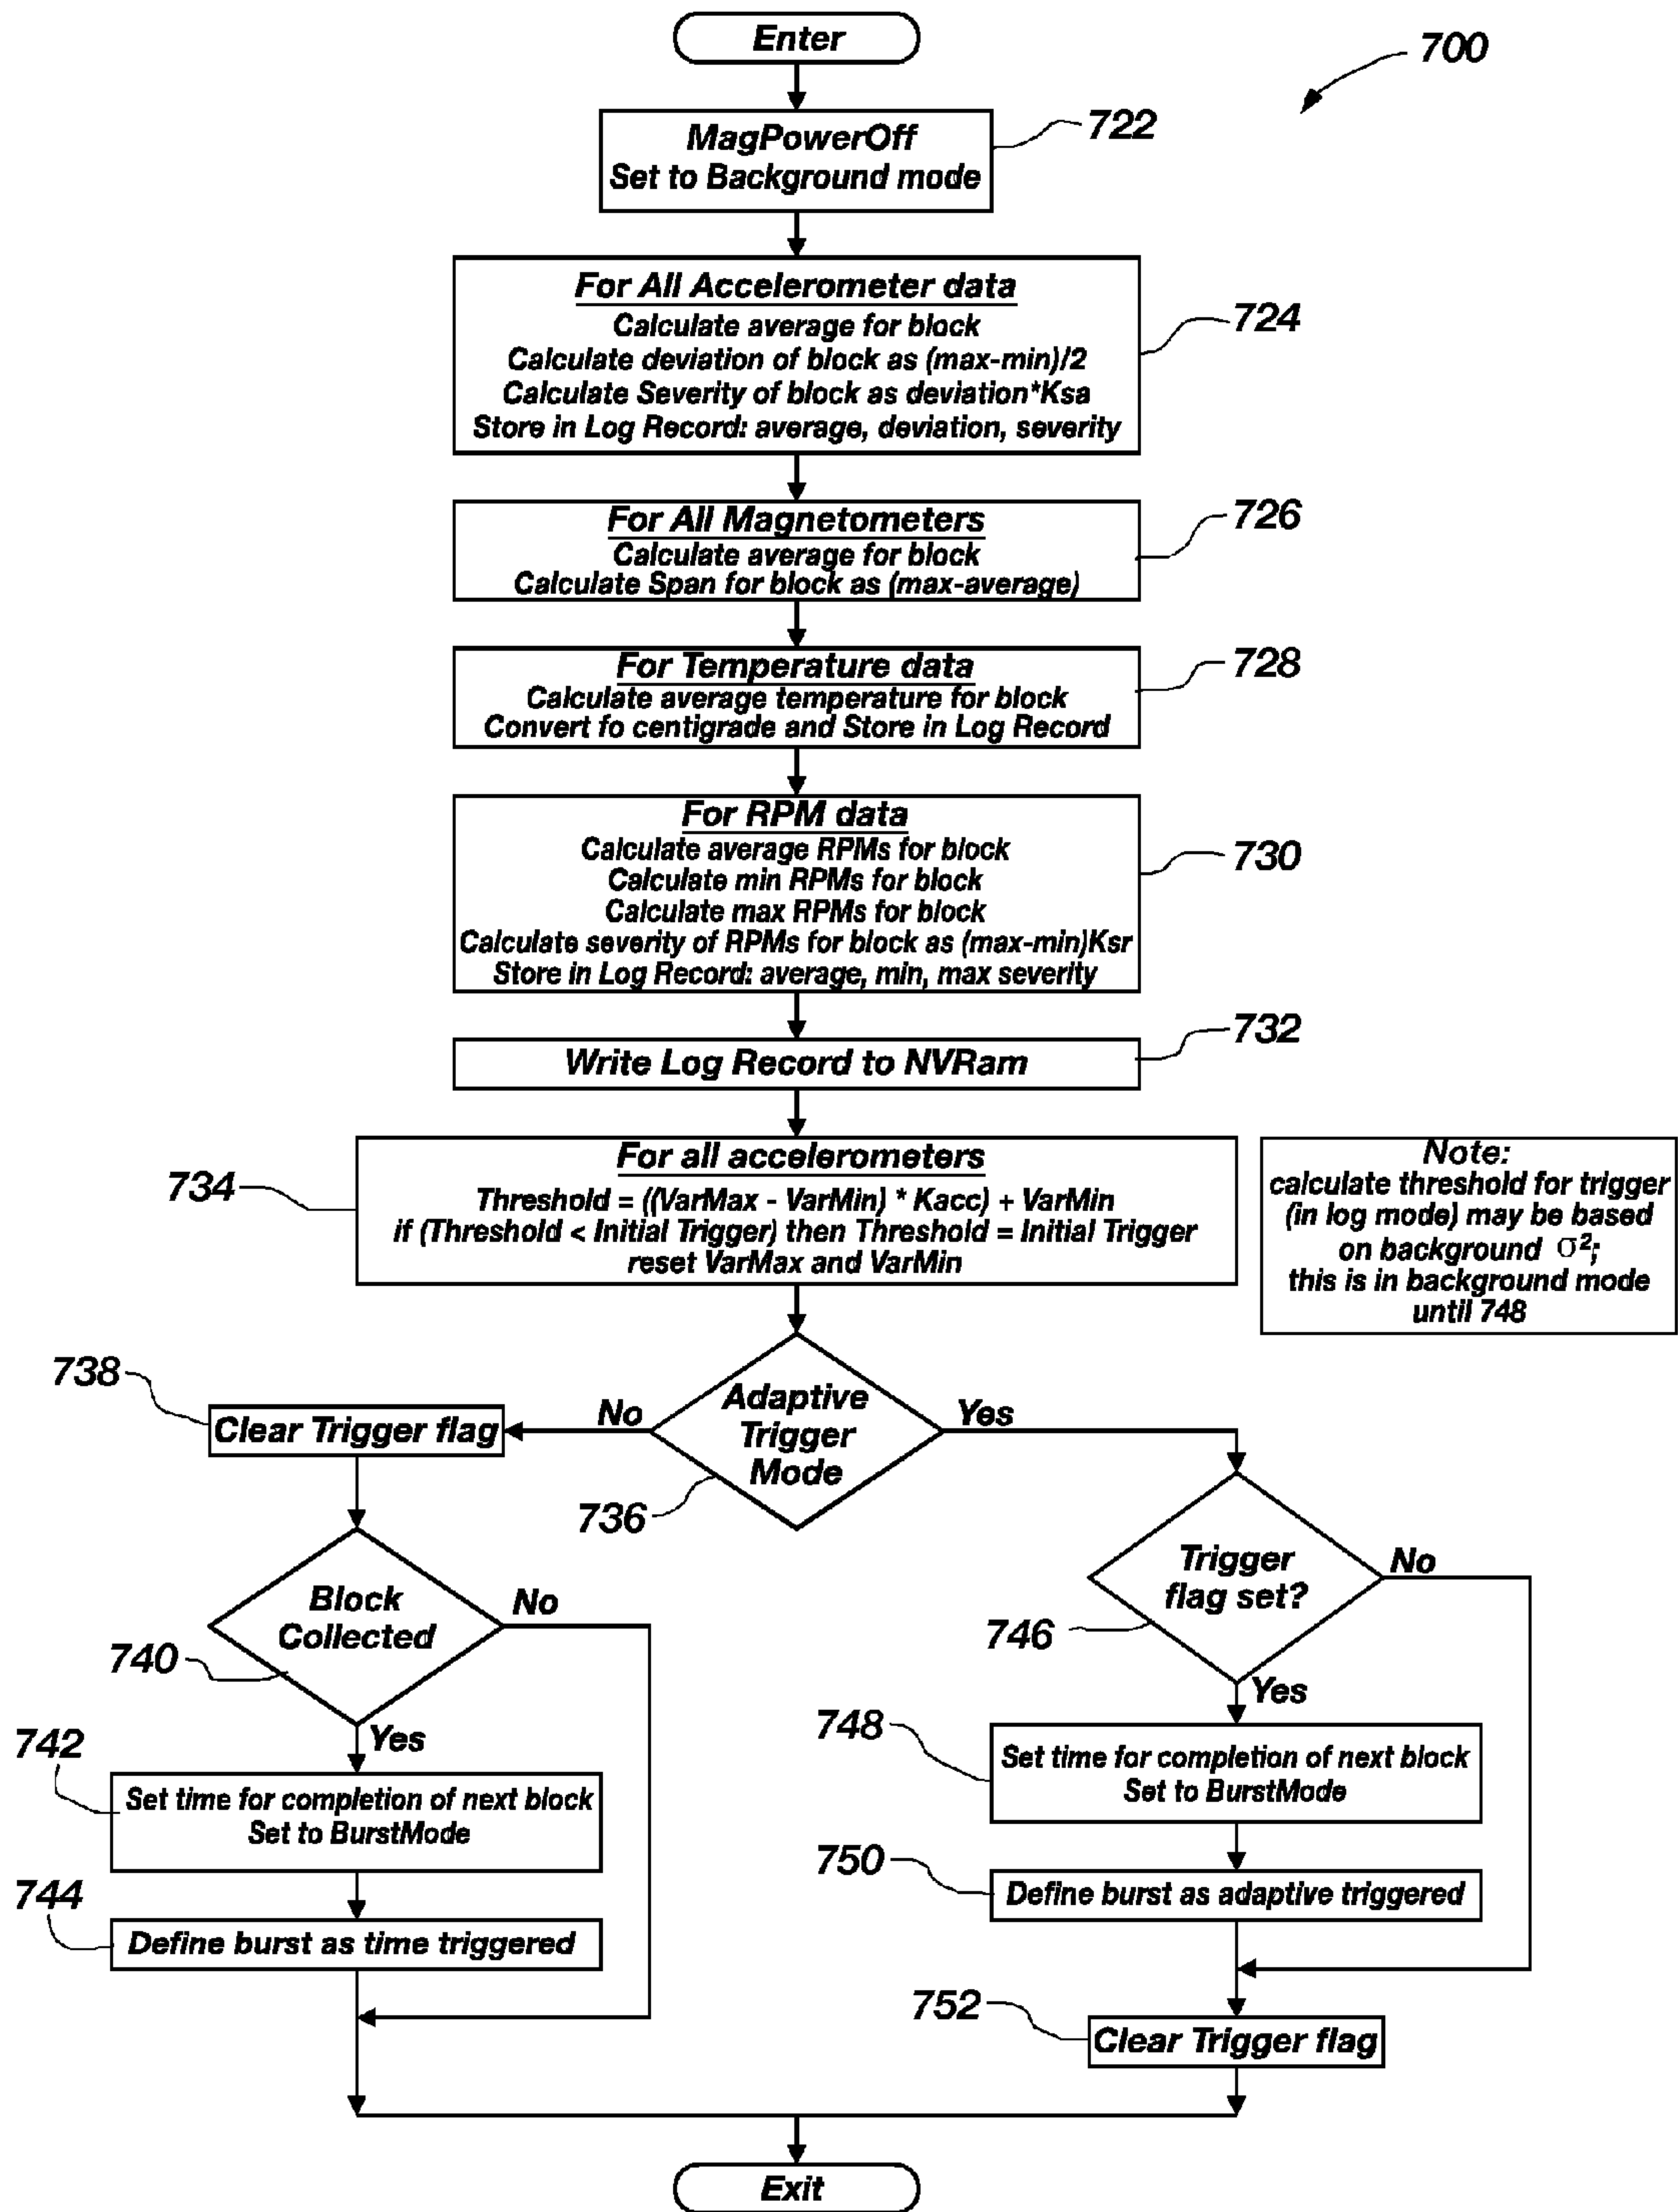 Enter
700
MagPowerOff
Set to Background mode
722
For All Accelerometer data
Calculate average for block
Calculate deviation of block as (max-min)/2
Calculate Severity of block as deviation*Ksa
Store in Log Record: average, deviation, severity
724
For All Magnetometers
Calculate average for block
Calculate Span for block as (max-average)
726
For Temperature data
Calculate average temperature for block
Convert fo centigrade and Store in Log Record
728
For RPM data
Calculate average RPMs for block
Calculate min RPMs for block
Calculate max RPMs for block
Calculate severity of RPMs for block as (max-min)Ksr
Store in Log Record: average, min, max severity
730
Write Log Record to NVRam
732
For all accelerometers
Threshold = ((VarMax - VarMin) * Kacc) + VarMin
if (Threshold < Initial Trigger) then Threshold = Initial Trigger
reset VarMax and VarMin
734
Note:
calculate threshold for trigger
(in log mode) may be based
on background σ²;
this is in background mode
until 748
Adaptive
Trigger
Mode
736
No
Yes
738
Clear Trigger flag
Block
Collected
740
No
Yes
742
Set time for completion of next block
Set to BurstMode
744
Define burst as time triggered
Trigger
flag set?
746
No
Yes
748
Set time for completion of next block
Set to BurstMode
750
Define burst as adaptive triggered
752
Clear Trigger flag
Exit